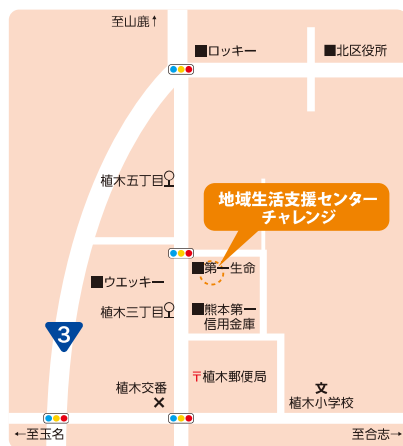 至山鹿↑
■ロッキー
■北区役所
植木五丁目
地域生活支援センター
チャレンジ
■第一生命
■ウエッキー
植木三丁目
■熊本第一
信用金庫
3
〒植木郵便局
植木交番
文
植木小学校
←至玉名
至合志→